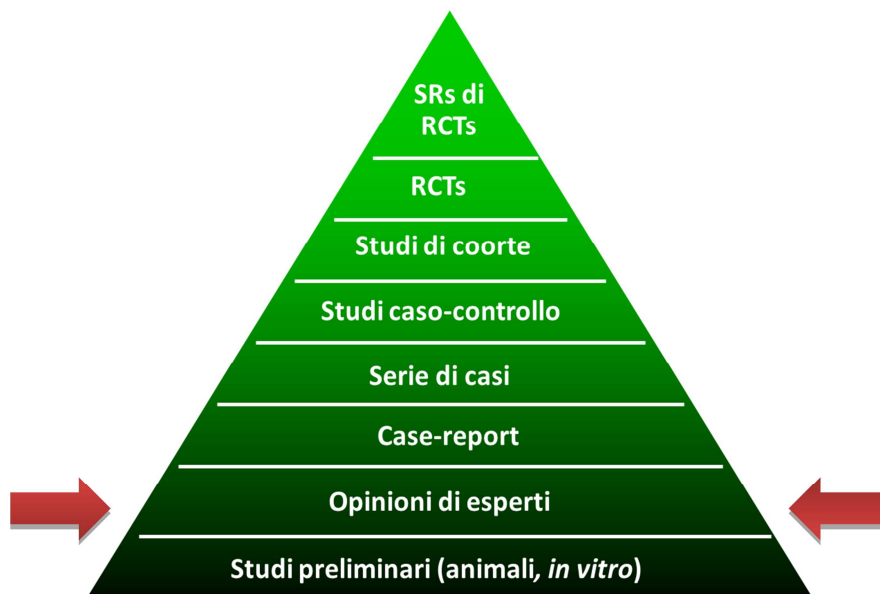 SRs di
RCTs
RCTs
Studi di coorte
Studi caso-controllo
Serie di casi
Case-report
Opinioni di esperti
Studi preliminari (animali, in vitro)